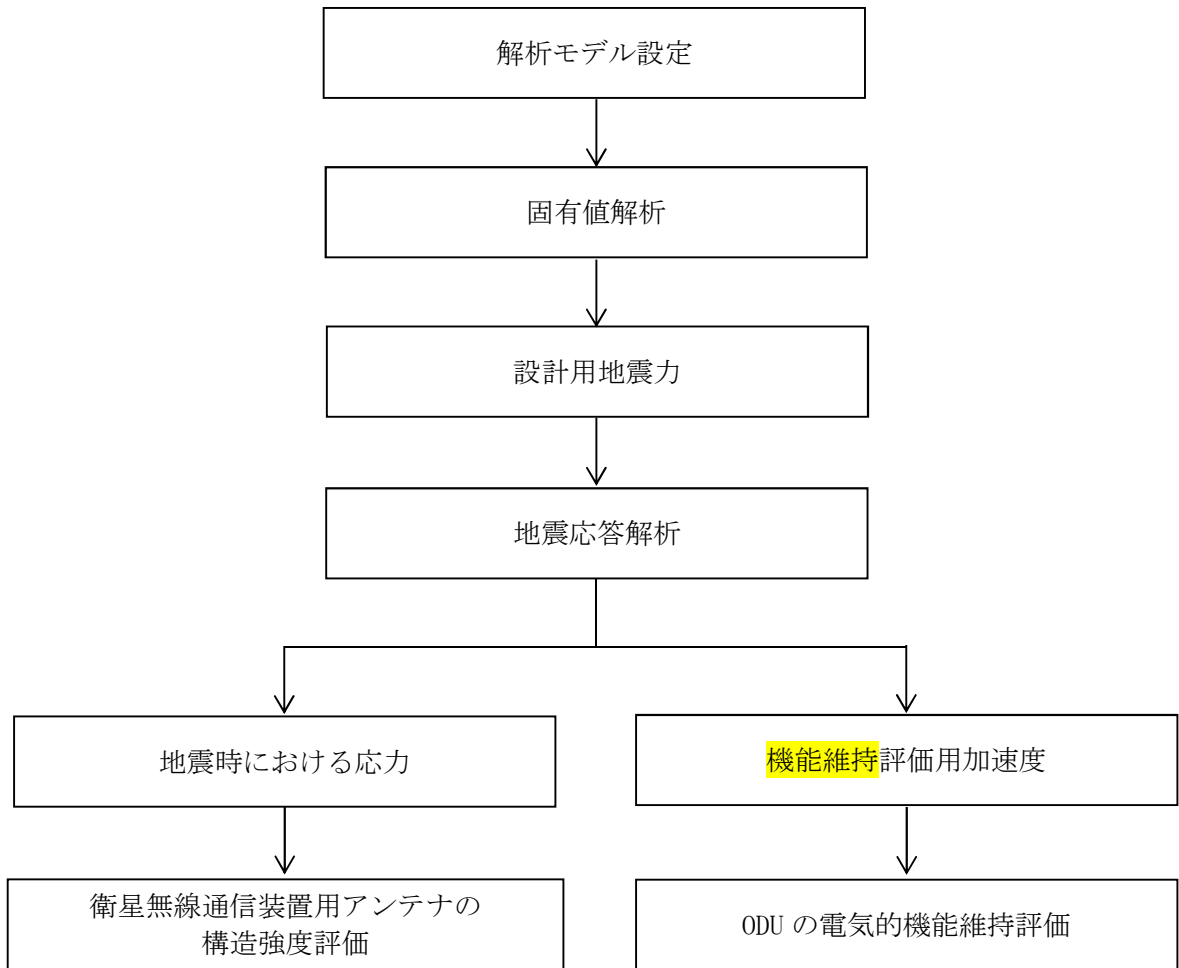 解析モデル設定
固有値解析
設計用地震力
地震応答解析
地震時における応力
機能維持評価用加速度
衛星無線通信装置用アンテナの
構造強度評価
ODU の電気的機能維持評価